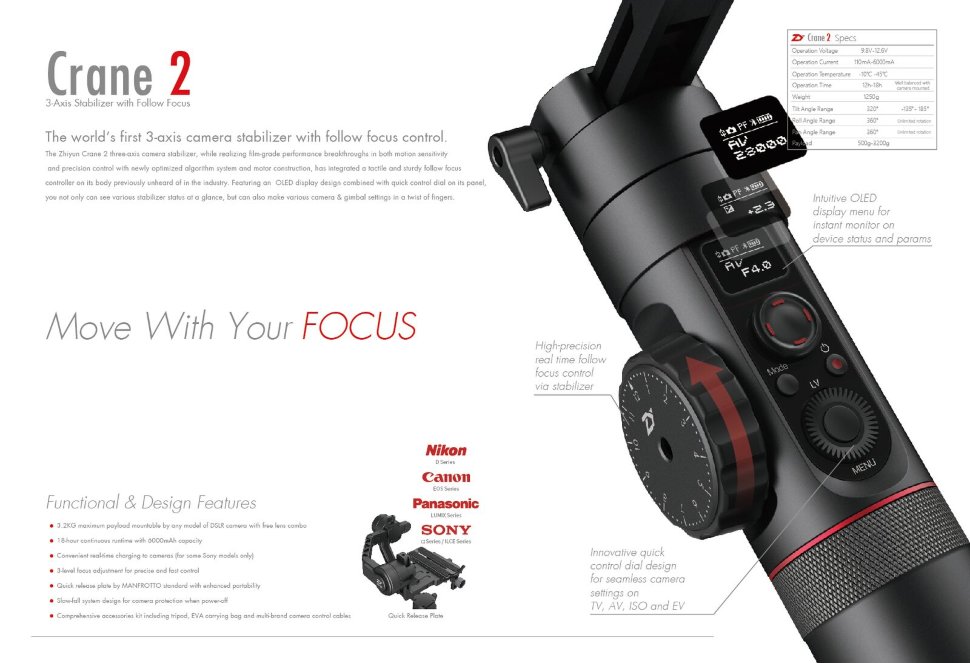 Crane 2
3-Axis Stabilizer with Follow Focus
The world's first 3-axis camera stabilizer with follow focus control.
The Zhiyun Crane 2 three-axis camera stabilizer, while realizing film-grade performance breakthroughs in both motion sensitivity
and precision control with newly optimized algorithm system and motor construction, has integrated a tactile and sturdy follow focus
controller on its body previously unheard of in the industry. Featuring an OLED display design combined with quick control dial on its panel,
you not only can see various stabilizer status at a glance, but can also make various camera & gimbal settings in a twist of fingers.
Crane 2 Specs
Operation Voltage 9.8V-12.6V
Operation Current 110mA-6000mA
Operation Temperature -10℃ -45℃
Operation Time 12h-18h Well-balanced with
camera mounted
Weight 1250g
Tilt Angle Range 320° -135°~ 185°
Roll Angle Range 360° Unlimited rotation
Pan Angle Range 360° Unlimited rotation
Payload 500g-3200g
PF
AV
28000
PF
+2.3
PF
AV
F4.0
Intuitive OLED
display menu for
instant monitor on
device status and params
Move With Your FOCUS
High-precision
real time follow
focus control
via stabilizer
Mode
LV
MENU
Nikon
D Series
Canon
EOS Series
Panasonic
LUMIX Series
SONY
α Series / ILCE Series
Quick Release Plate
Functional & Design Features
3.2KG maximum payload mountable by any model of DSLR camera with free lens combo
18-hour continuous runtime with 6000mAh capacity
Convenient real-time charging to cameras (for some Sony models only)
3-level focus adjustment for precise and fast control
Quick release plate by MANFROTTO standard with enhanced portability
Slow-fall system design for camera protection when power-off
Comprehensive accessories kit including tripod, EVA carrying bag and multi-brand camera control cables
Innovative quick
control dial design
for seamless camera
settings on
TV, AV, ISO and EV